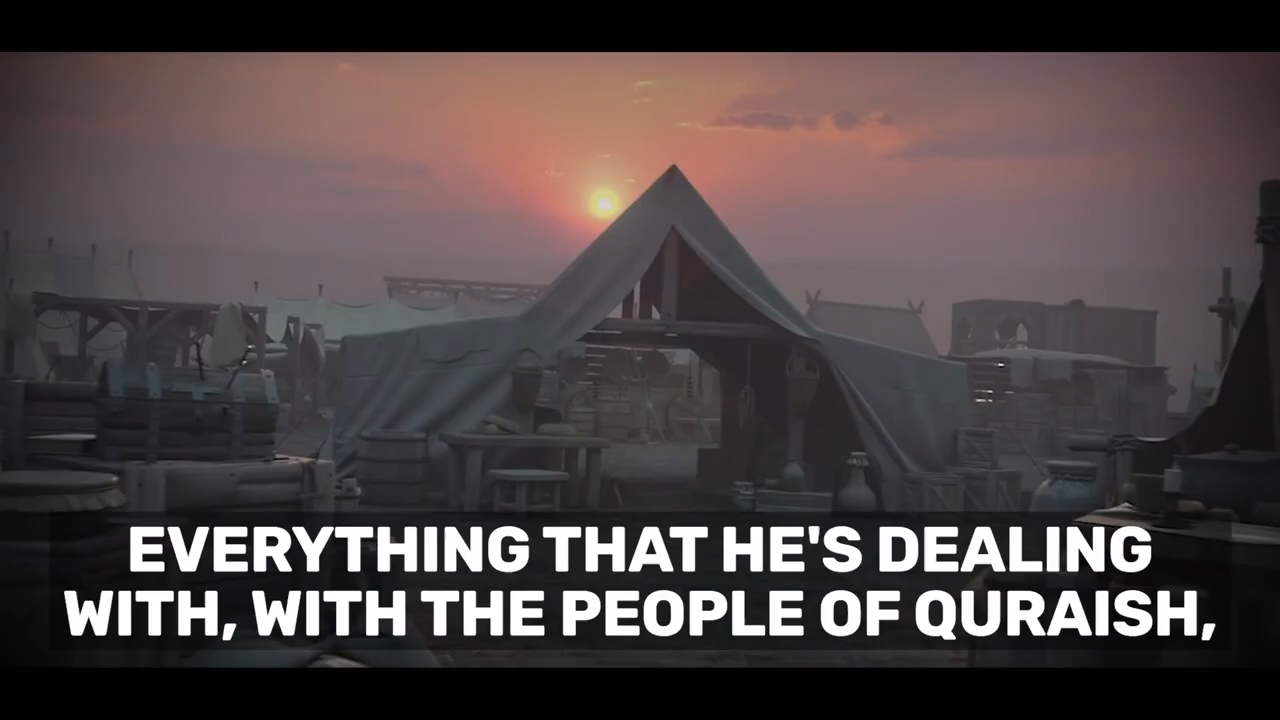 EVERYTHING THAT HE'S DEALING
WITH, WITH THE PEOPLE OF QURAISH,